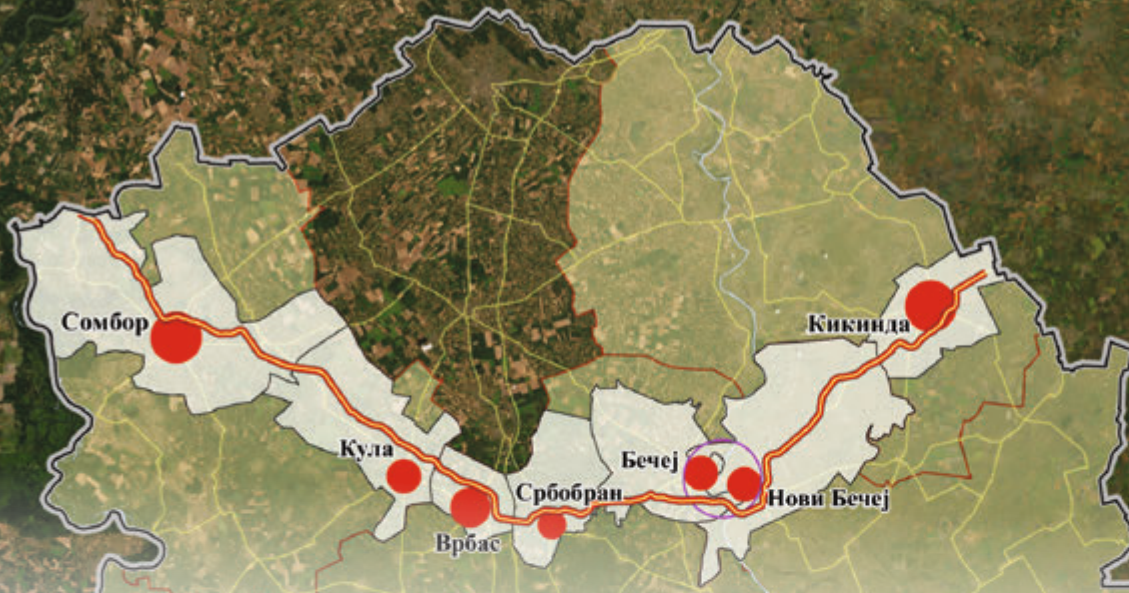 Сомбор
Кикинда
Кула
Бечеј
Србобран
Нови Бечеј
Врбас